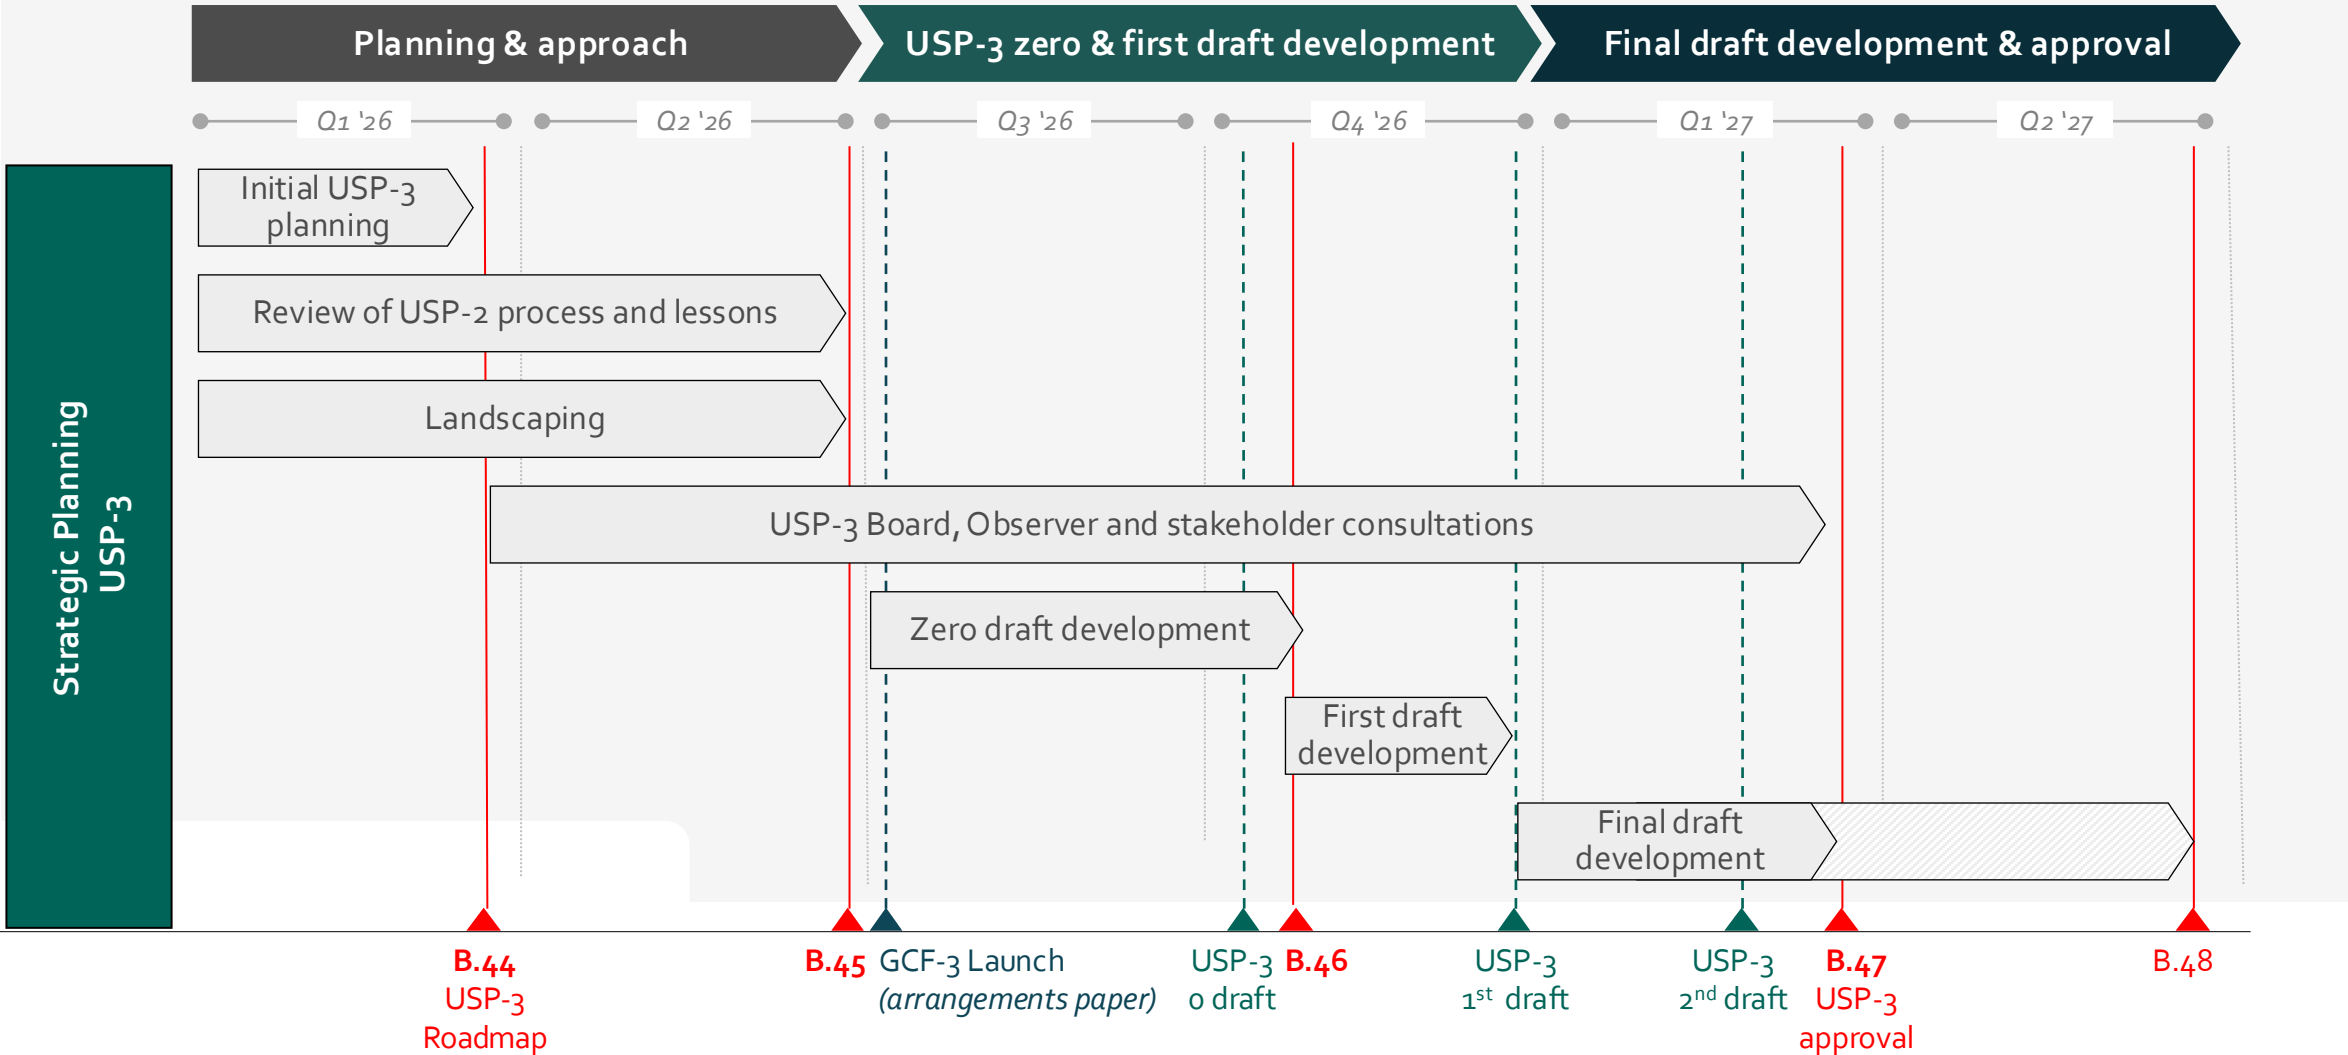 Planning & approach
USP-3 zero & first draft development
Final draft development & approval
Q1 '26
Q2 '26
Q3 '26
Q4 '26
Q1 '27
Q2 '27
Strategic Planning
USP-3
Initial USP-3
planning
Review of USP-2 process and lessons
Landscaping
USP-3 Board, Observer and stakeholder consultations
Zero draft development
First draft
development
Final draft
development
B.44
USP-3
Roadmap
B.45
GCF-3 Launch
(arrangements paper)
USP-3
0 draft
B.46
USP-3
1st draft
USP-3
2nd draft
B.47
USP-3
approval
B.48